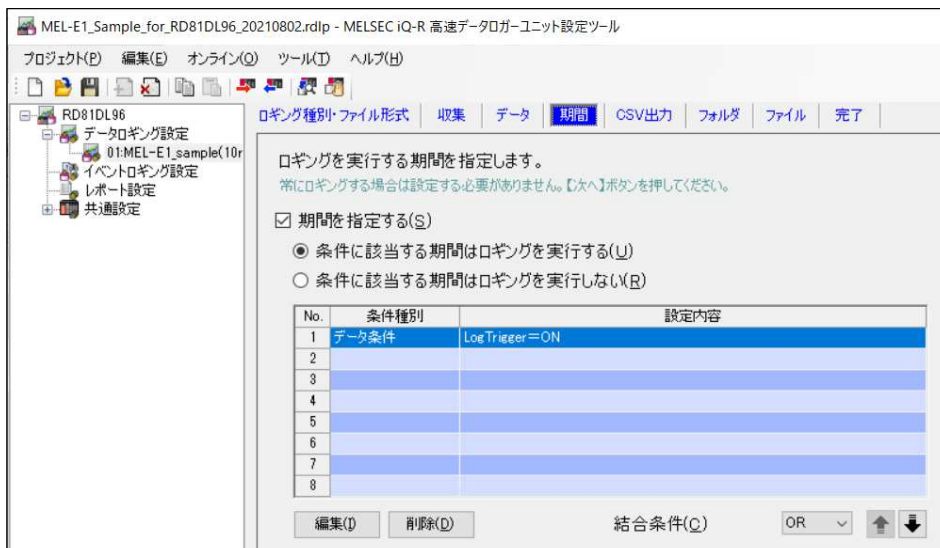 MEL-E1_Sample_for_RD81DL96_20210802.rdlp - MELSEC iQ-R 高速データロガーユニット設定ツール
プロジェクト(P) 編集(E) オンライン(O) ツール(T) ヘルプ(H)
RD81DL96
データロギング設定
01:MEL-E1_sample(10r
イベントロギング設定
レポート設定
共通設定
ロギング種別・ファイル形式 収集 データ 期間 CSV出力 フォルダ ファイル 完了
ロギングを実行する期間を指定します。
常にロギングする場合は設定する必要がありません。【次へ】ボタンを押してください。
期間を指定する(S)
条件に該当する期間はロギングを実行する(U)
条件に該当する期間はロギングを実行しない(R)
No. 条件種別 設定内容
1 データ条件 LogTrigger=ON
2
3
4
5
6
7
8
編集(I) 削除(D) 結合条件(C) OR